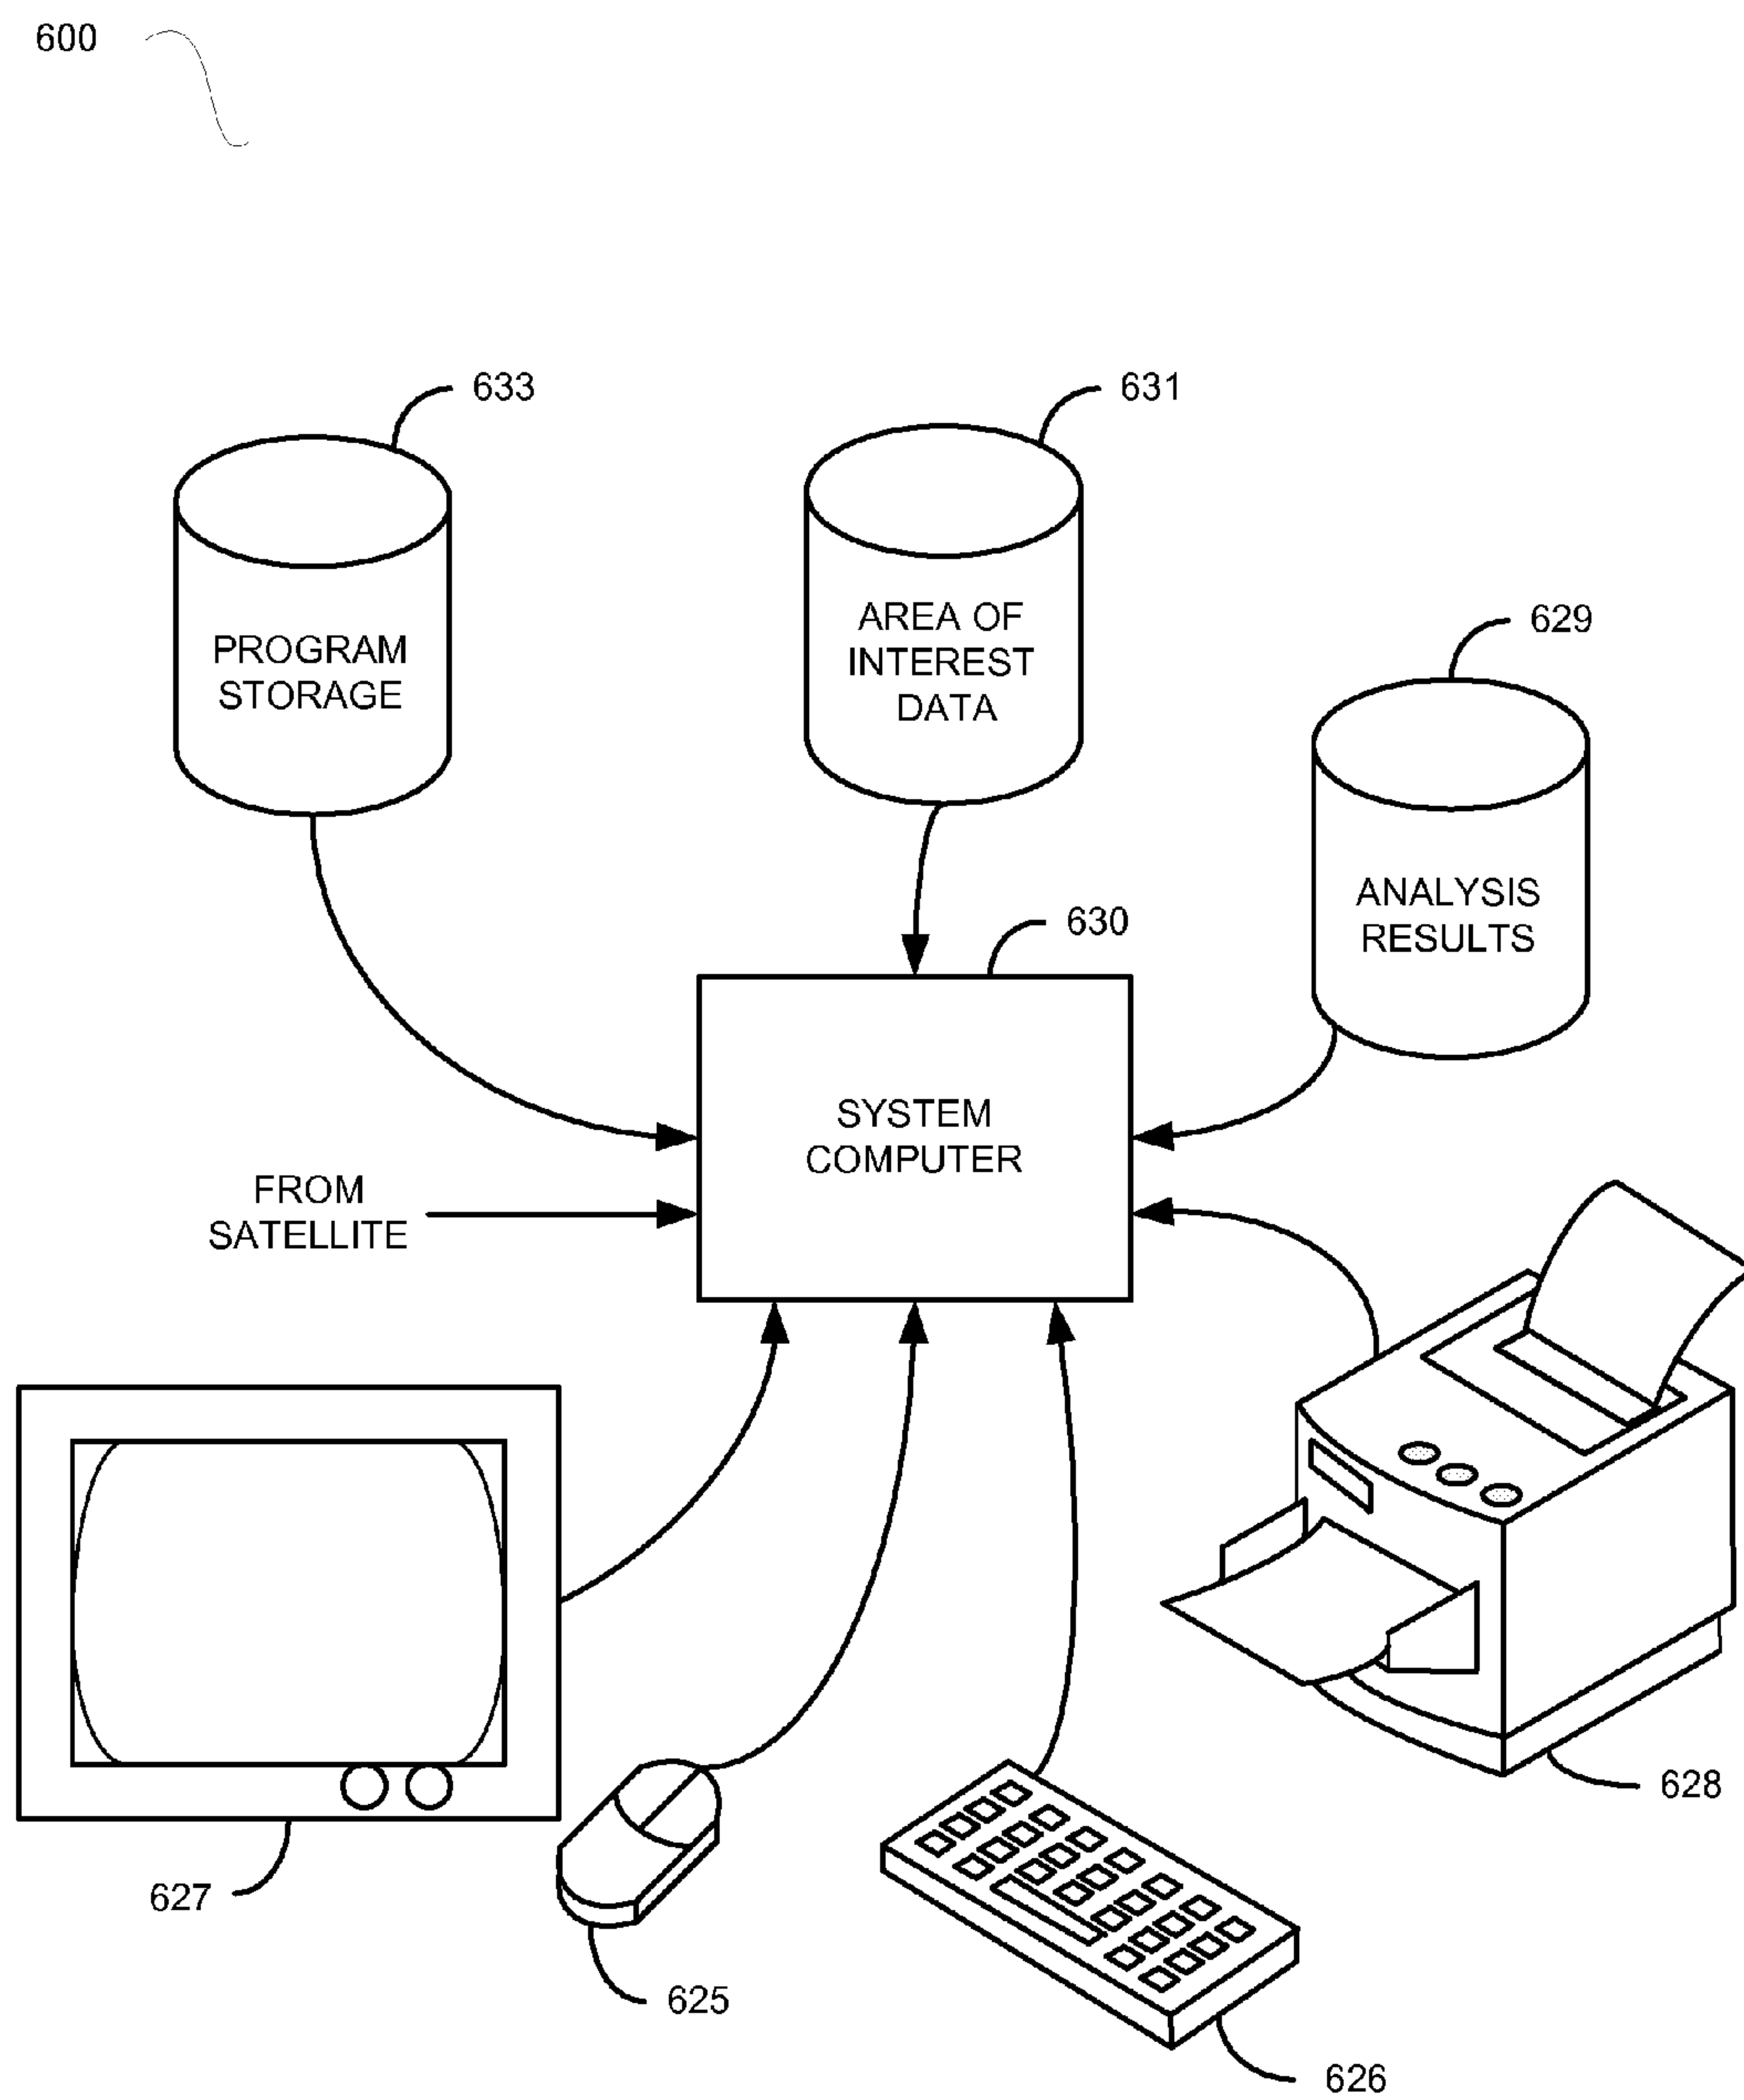 600
633
631
PROGRAM
STORAGE
AREA OF
INTEREST
DATA
629
ANALYSIS
RESULTS
630
SYSTEM
COMPUTER
FROM
SATELLITE
628
627
625
626